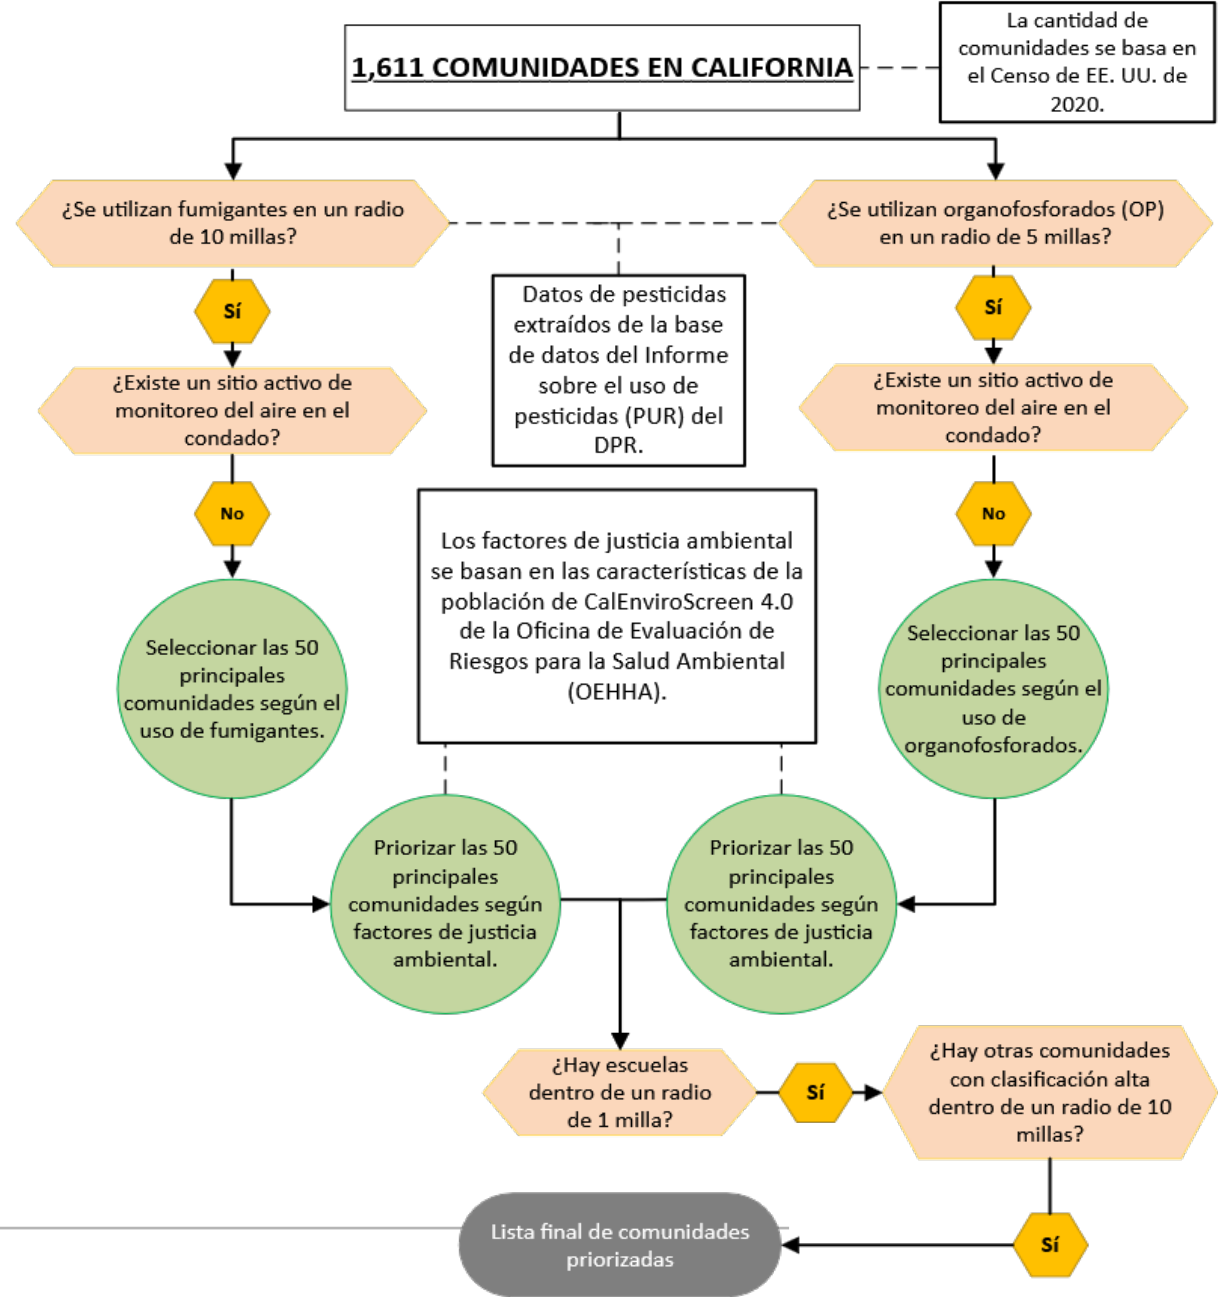 1,611 COMUNIDADES EN CALIFORNIA
La cantidad de
comunidades se basa en
el Censo de EE. UU. de
2020.
¿Se utilizan fumigantes en un radio
de 10 millas?
¿Se utilizan organofosforados (OP)
en un radio de 5 millas?
Sí
Sí
Datos de pesticidas
extraídos de la base
de datos del Informe
sobre el uso de
pesticidas (PUR) del
DPR.
¿Existe un sitio activo de
monitoreo del aire en el
condado?
¿Existe un sitio activo de
monitoreo del aire en el
condado?
No
No
Los factores de justicia ambiental
se basan en las características de la
población de CalEnviroScreen 4.0
de la Oficina de Evaluación de
Riesgos para la Salud Ambiental
(OEHHA).
Seleccionar las 50
principales
comunidades según el
uso de fumigantes.
Seleccionar las 50
principales
comunidades según el
uso de
organofosforados.
Priorizar las 50
principales
comunidades según
factores de justicia
ambiental.
Priorizar las 50
principales
comunidades según
factores de justicia
ambiental.
¿Hay escuelas
dentro de un radio
de 1 milla?
Sí
¿Hay otras comunidades
con clasificación alta
dentro de un radio de 10
millas?
Sí
Lista final de comunidades
priorizadas